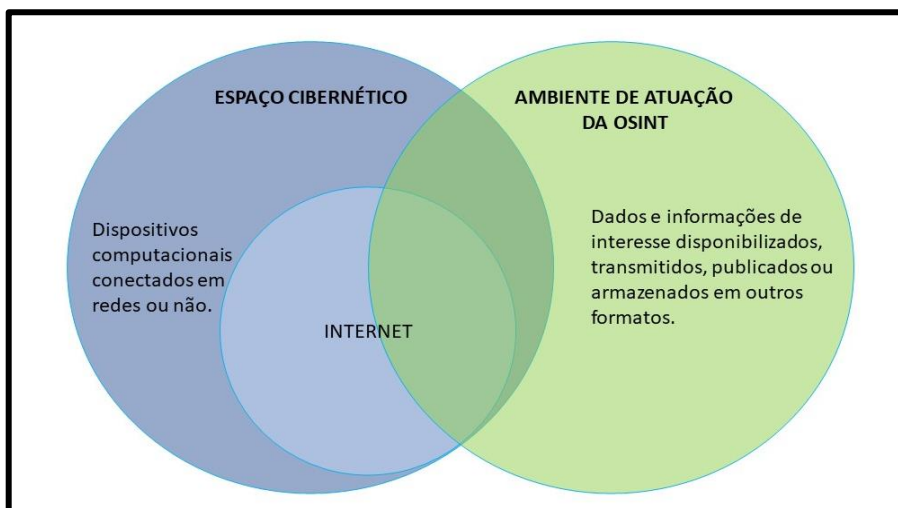 ESPAÇO CIBERNÉTICO
Dispositivos
computacionais
conectados em
redes ou não.
INTERNET
AMBIENTE DE ATUAÇÃO
DA OSINT
Dados e informações de
interesse disponibilizados,
transmitidos, publicados ou
armazenados em outros
formatos.